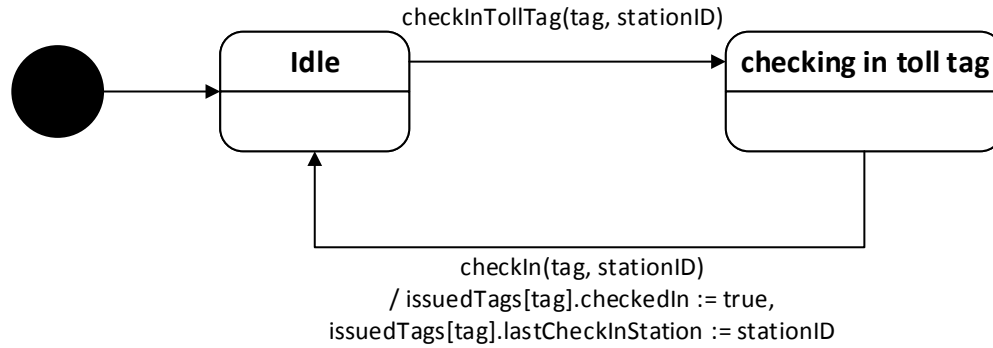 checkInTollTag(tag, stationID)
Idle
checking in toll tag
checkIn(tag, stationID)
/ issuedTags[tag].checkedIn := true,
issuedTags[tag].lastCheckInStation := stationID